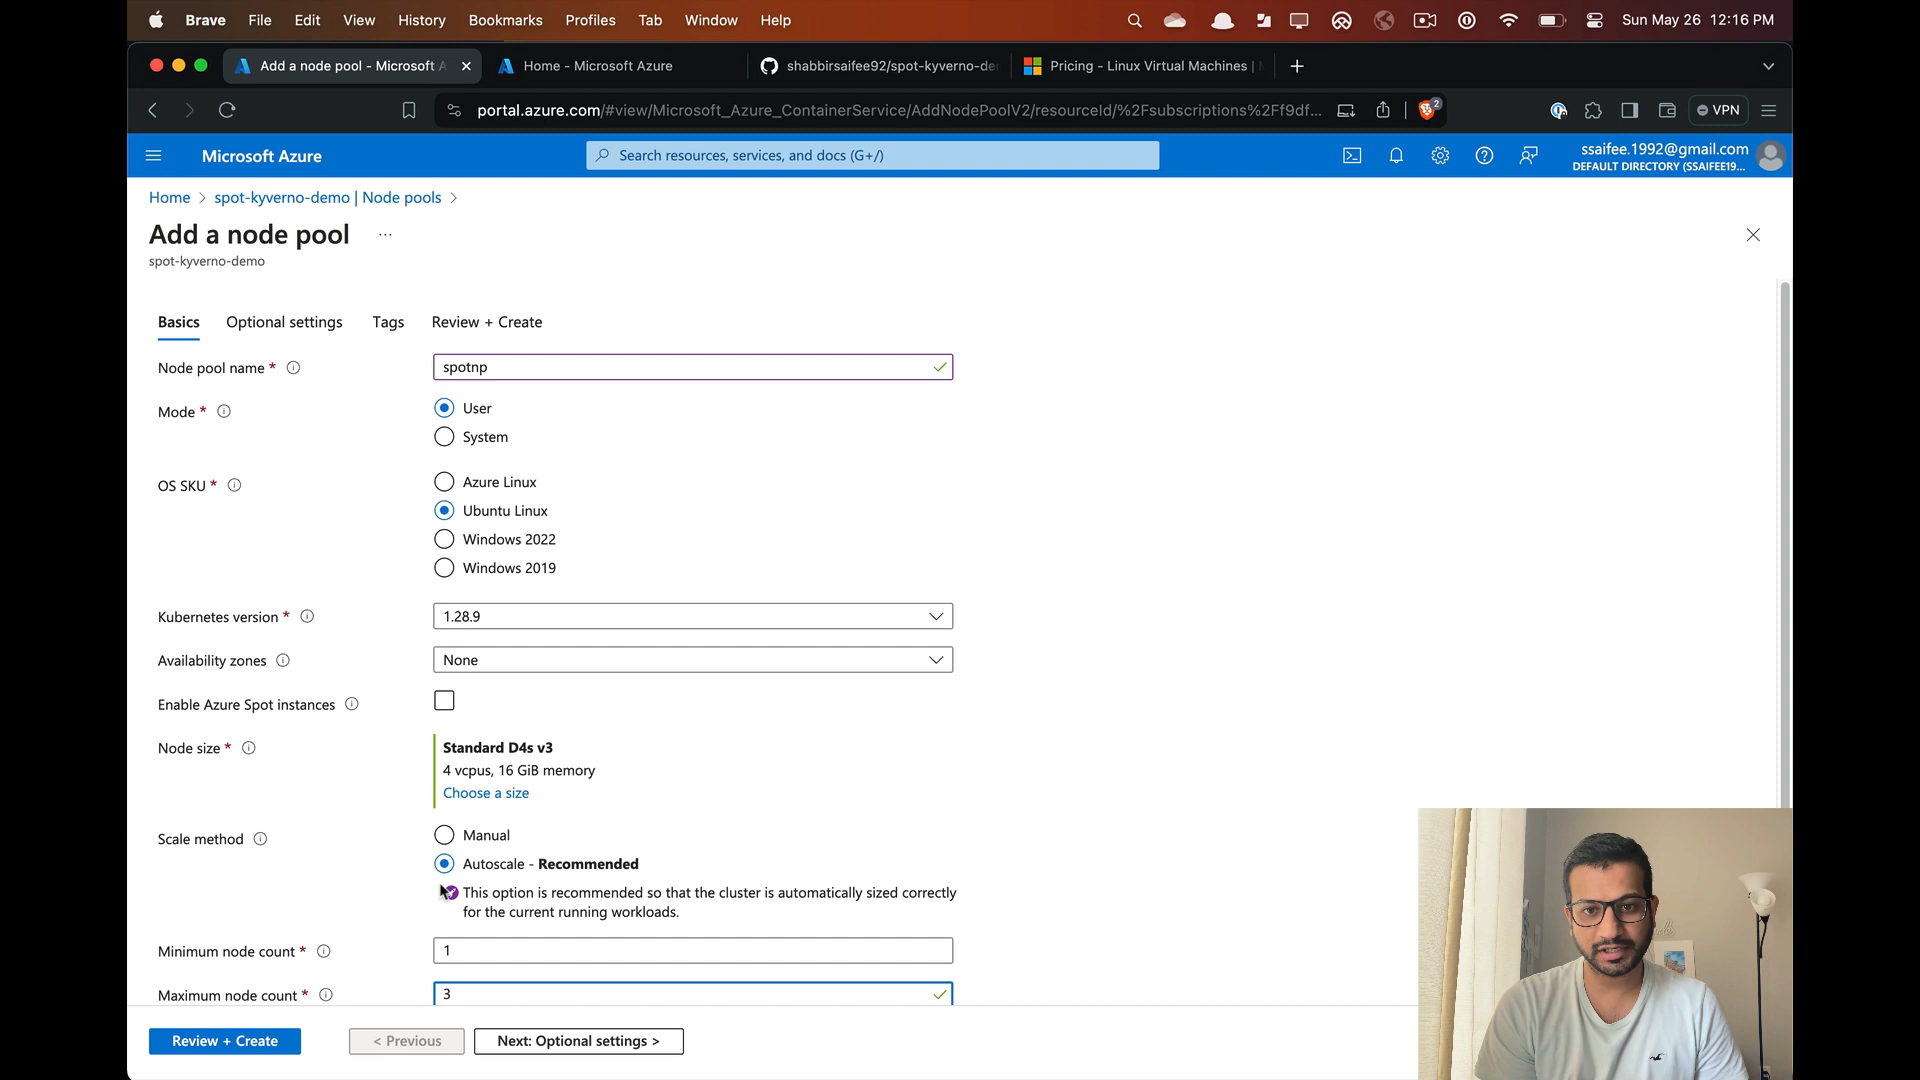 Brave File Edit View History Bookmarks Profiles Tab Window Help
Sun May 26 12:16 PM
Add a node pool - Microsoft A
Home - Microsoft Azure
shabbirsaifee92/spot-kyverno-de
Pricing - Linux Virtual Machines |
portal.azure.com/#view/Microsoft_Azure_ContainerService/AddNodePoolV2/resourceId/%2Fsubscriptions%2Ff9df...
2
VPN
Microsoft Azure
Search resources, services, and docs (G+/)
ssaifee.1992@gmail.com
DEFAULT DIRECTORY (SSAIFEE19...
Home > spot-kyverno-demo | Node pools >
Add a node pool ...
spot-kyverno-demo
Basics Optional settings Tags Review + Create
Node pool name * spotnp
Mode * User
System
OS SKU * Azure Linux
Ubuntu Linux
Windows 2022
Windows 2019
Kubernetes version * 1.28.9
Availability zones None
Enable Azure Spot instances
Node size * Standard D4s v3
4 vcpus, 16 GiB memory
Choose a size
Scale method Manual
Autoscale - Recommended
This option is recommended so that the cluster is automatically sized correctly
for the current running workloads.
Minimum node count * 1
Maximum node count * 3
Review + Create < Previous Next: Optional settings >